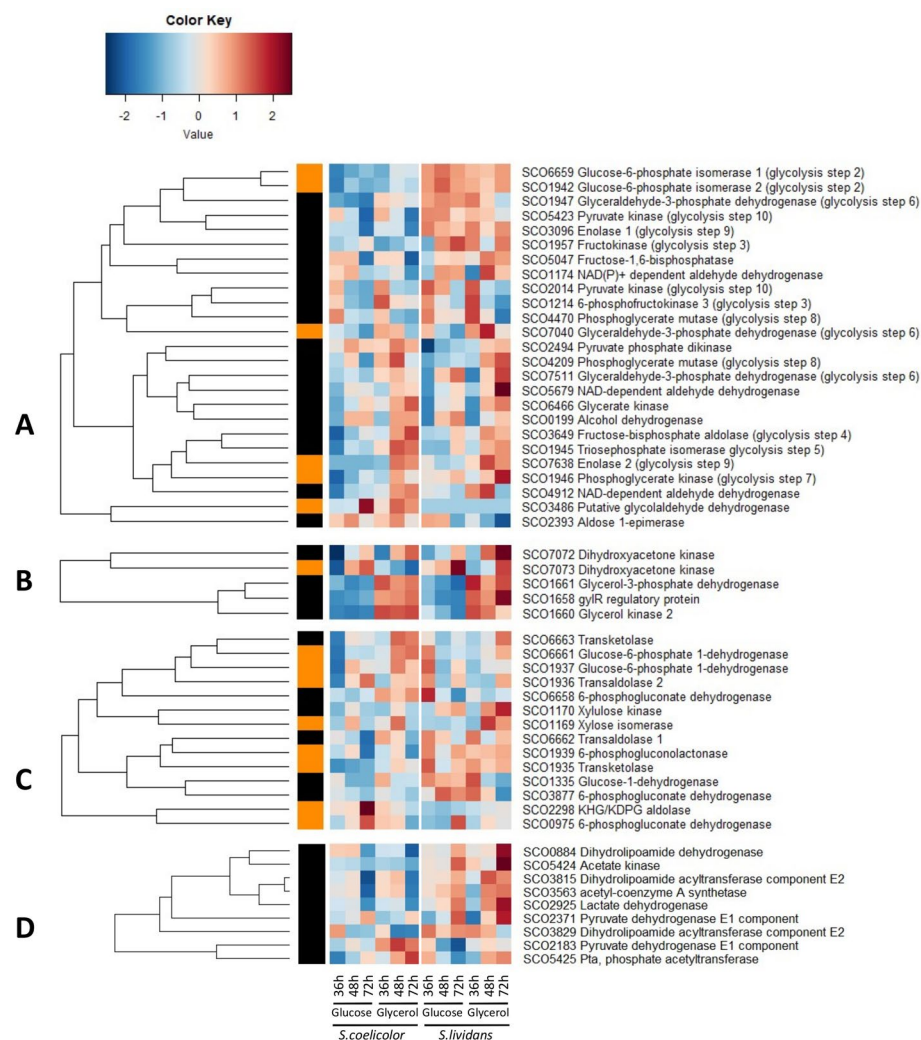 Color Key
-2 -1 0 1 2
Value
A
SCO6659 Glucose-6-phosphate isomerase 1 (glycolysis step 2)
SCO1942 Glucose-6-phosphate isomerase 2 (glycolysis step 2)
SCO1947 Glyceraldehyde-3-phosphate dehydrogenase (glycolysis step 6)
SCO5423 Pyruvate kinase (glycolysis step 10)
SCO3096 Enolase 1 (glycolysis step 9)
SCO1957 Fructokinase (glycolysis step 3)
SCO5047 Fructose-1,6-bisphosphatase
SCO1174 NAD(P)+ dependent aldehyde dehydrogenase
SCO2014 Pyruvate kinase (glycolysis step 10)
SCO1214 6-phosphofructokinase 3 (glycolysis step 3)
SCO4470 Phosphoglycerate mutase (glycolysis step 8)
SCO7040 Glyceraldehyde-3-phosphate dehydrogenase (glycolysis step 6)
SCO2494 Pyruvate phosphate dikinase
SCO4209 Phosphoglycerate mutase (glycolysis step 8)
SCO7511 Glyceraldehyde-3-phosphate dehydrogenase (glycolysis step 6)
SCO5679 NAD-dependent aldehyde dehydrogenase
SCO6466 Glycerate kinase
SCO0199 Alcohol dehydrogenase
SCO3649 Fructose-bisphosphate aldolase (glycolysis step 4)
SCO1945 Triosephosphate isomerase glycolysis step 5)
SCO7638 Enolase 2 (glycolysis step 9)
SCO1946 Phosphoglycerate kinase (glycolysis step 7)
SCO4912 NAD-dependent aldehyde dehydrogenase
SCO3486 Putative glycolaldehyde dehydrogenase
SCO2393 Aldose 1-epimerase
B
SCO7072 Dihydroxyacetone kinase
SCO7073 Dihydroxyacetone kinase
SCO1661 Glycerol-3-phosphate dehydrogenase
SCO1658 gylR regulatory protein
SCO1660 Glycerol kinase 2
C
SCO6663 Transketolase
SCO6661 Glucose-6-phosphate 1-dehydrogenase
SCO1937 Glucose-6-phosphate 1-dehydrogenase
SCO1936 Transaldolase 2
SCO6658 6-phosphogluconate dehydrogenase
SCO1170 Xylulose kinase
SCO1169 Xylose isomerase
SCO6662 Transaldolase 1
SCO1939 6-phosphogluconolactonase
SCO1935 Transketolase
SCO1335 Glucose-1-dehydrogenase
SCO3877 6-phosphogluconate dehydrogenase
SCO2298 KHG/KDPG aldolase
SCO0975 6-phosphogluconate dehydrogenase
D
SCO0884 Dihydrolipoamide dehydrogenase
SCO5424 Acetate kinase
SCO3815 Dihydrolipoamide acyltransferase component E2
SCO3563 acetyl-coenzyme A synthetase
SCO2925 Lactate dehydrogenase
SCO2371 Pyruvate dehydrogenase E1 component
SCO3829 Dihydrolipoamide acyltransferase component E2
SCO2183 Pyruvate dehydrogenase E1 component
SCO5425 Pta, phosphate acetyltransferase
36h 48h 72h 36h 48h 72h 36h 48h 72h 36h 48h 72h
Glucose Glycerol Glucose Glycerol
S.coelicolor S.lividans